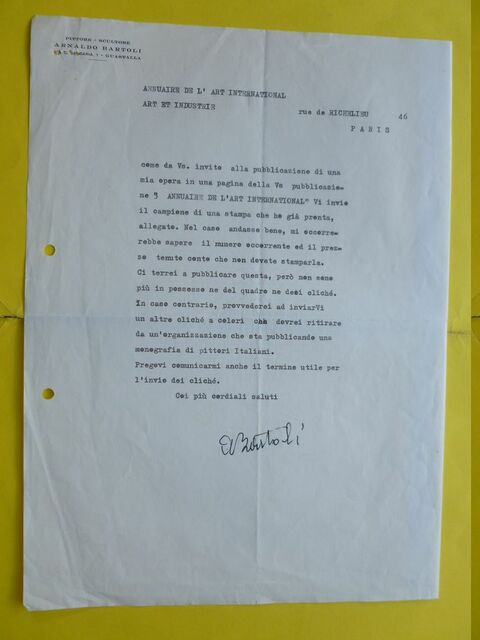 PITTORE - SCULTORE
ARNALDO BARTOLI
GUASTALLA
ANNUAIRE DE L' ART INTERNATIONAL
ART ET INDUSTRIE
rue de RICHELIEU 46
PARIS
come da Vs. invito alla pubblicazione di una
mia opera in una pagina della Vs pubblicazio-
ne " ANNUAIRE DE L'ART INTERNATIONAL" Vi invio
il campione di una stampa che ho già pronta,
allegato. Nel caso andasse bene, mi occorre-
rebbe sapere il numero occorrente ed il prez-
zo tenuto conto che non dovete stamparla.
Ci terrei a pubblicare questa, però non sono
più in possesso ne del quadro ne dei cliché.
In caso contrario, provvederei ad inviarVi
un altro cliché a colori che dovrei ritirare
da un'organizzazione che sta pubblicando una
monografia di pittori Italiani.
Pregovi comunicarmi anche il termine utile per
l'invio dei cliché.
Coi più cordiali saluti
ABartoli